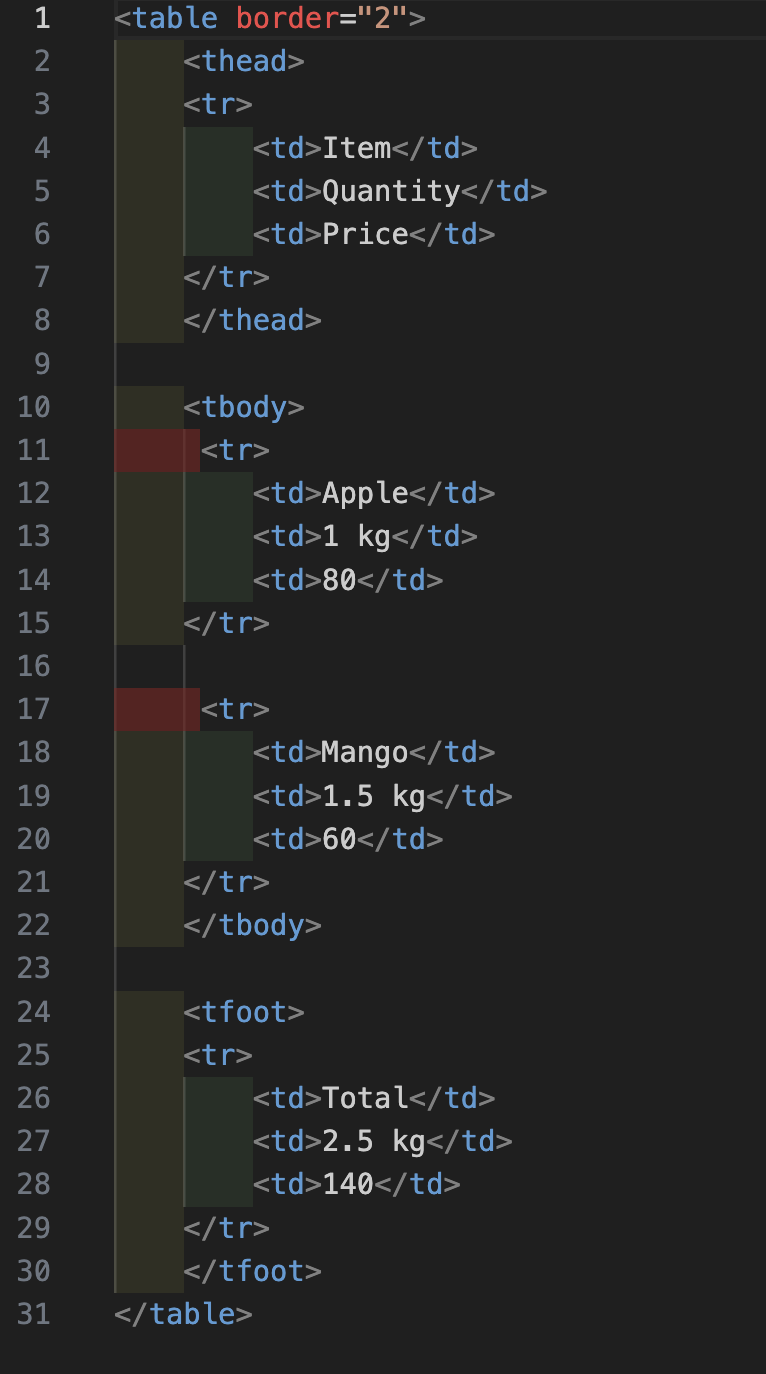 1 <table border="2">
2     <thead>
3     <tr>
4         <td>Item</td>
5         <td>Quantity</td>
6         <td>Price</td>
7     </tr>
8     </thead>
9
10     <tbody>
11      <tr>
12         <td>Apple</td>
13         <td>1 kg</td>
14         <td>80</td>
15     </tr>
16
17      <tr>
18         <td>Mango</td>
19         <td>1.5 kg</td>
20         <td>60</td>
21     </tr>
22     </tbody>
23
24     <tfoot>
25     <tr>
26         <td>Total</td>
27         <td>2.5 kg</td>
28         <td>140</td>
29     </tr>
30     </tfoot>
31 </table>